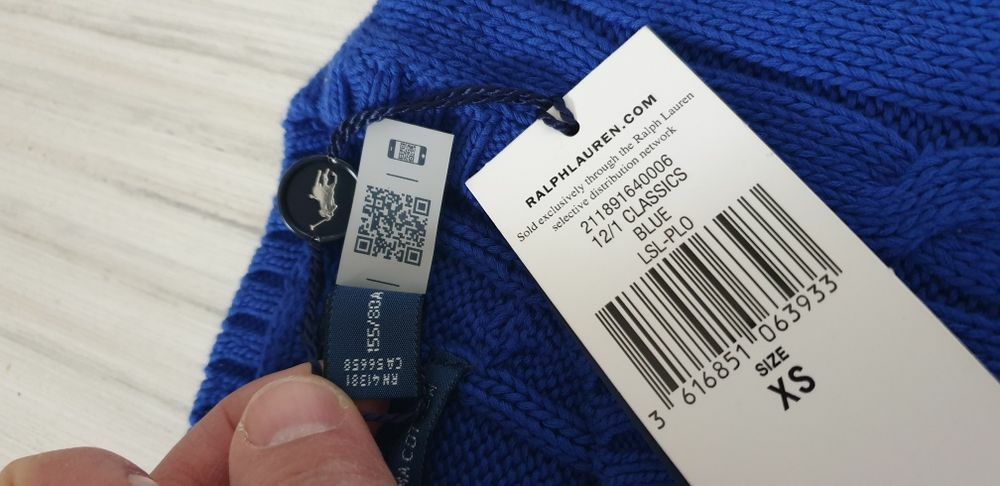 RALPHLAUREN.COM
Sold exclusively through the Ralph Lauren
selective distribution network
211891640006
12/1 CLASSICS
BLUE
LSL-PL0
3 616851 063933
SIZE
XS
155/80A
RN 41381
CA 56658